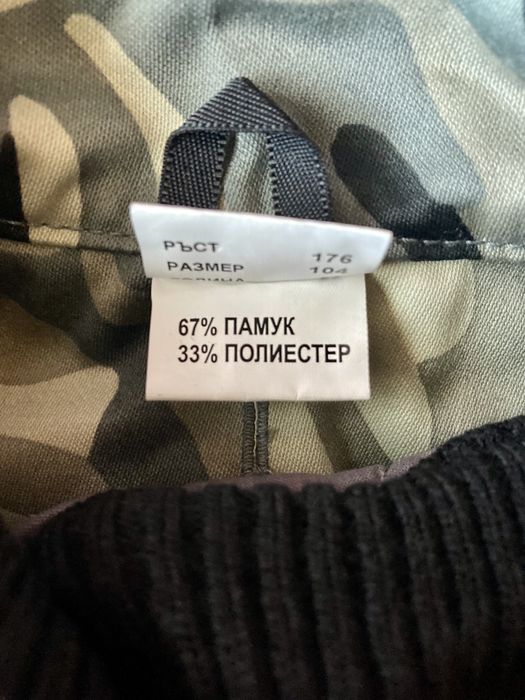 РЪСТ 176
РАЗМЕР 104
67% ПАМУК
33% ПОЛИЕСТЕР